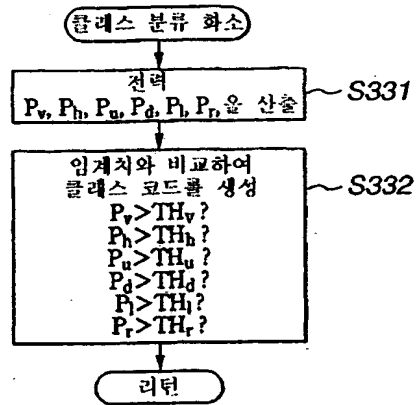 클래스 분류 화소
전력
Pv, Ph, Pu, Pd, Pl, Pr,을 산출
S331
임계치와 비교하여
클래스 코드를 생성
S332
Pv>THv?
Ph>THh?
Pu>THu?
Pd>THd?
Pl>THl?
Pr>THr?
리턴